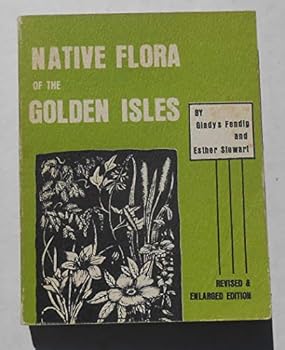 NATIVE FLORA
OF THE
GOLDEN ISLES
BY
Gladys Fendig
and
Esther Stewart
REVISED &
ENLARGED EDITION